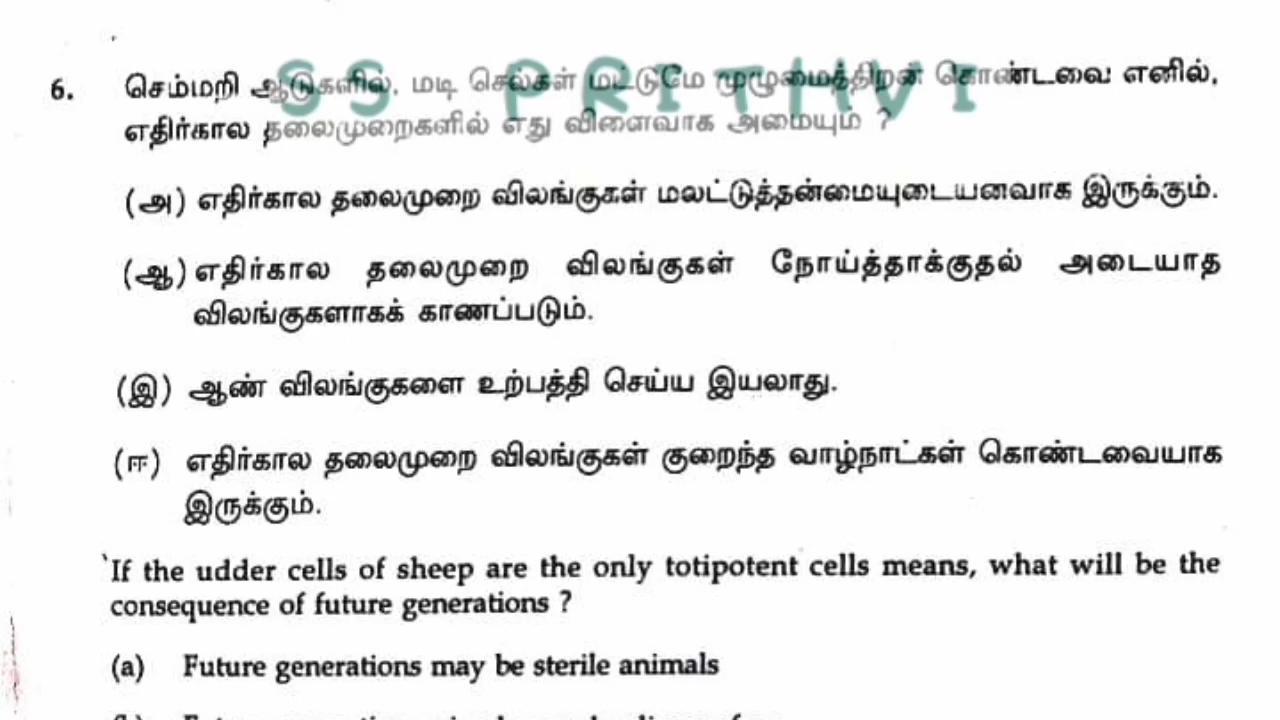 SS PRITHVI
6. செம்மறி ஆடுகளில், மடி செல்கள் மட்டுமே முழுமைத்திறன் கொண்டவை எனில்,
எதிர்கால தலைமுறைகளில் எது விளைவாக அமையும் ?
(அ) எதிர்கால தலைமுறை விலங்குகள் மலட்டுத்தன்மையுடையனவாக இருக்கும்.
(ஆ) எதிர்கால தலைமுறை விலங்குகள் நோய்த்தாக்குதல் அடையாத
விலங்குகளாகக் காணப்படும்.
(இ) ஆண் விலங்குகளை உற்பத்தி செய்ய இயலாது.
(ஈ) எதிர்கால தலைமுறை விலங்குகள் குறைந்த வாழ்நாட்கள் கொண்டவையாக
இருக்கும்.
If the udder cells of sheep are the only totipotent cells means, what will be the
consequence of future generations ?
(a) Future generations may be sterile animals